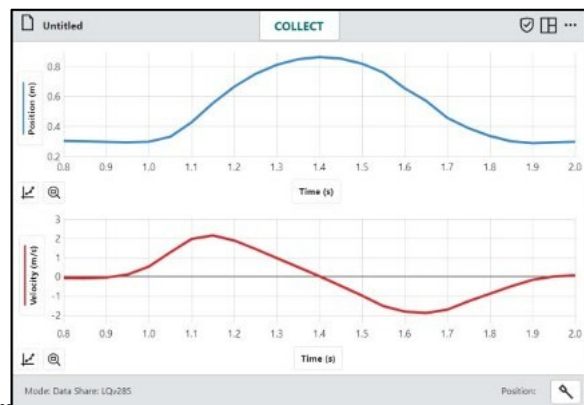 Untitled
COLLECT
Position (m)
0.8
0.6
0.4
0.2
0.8 0.9 1.0 1.1 1.2 1.3 1.4 1.5 1.6 1.7 1.8 1.9 2.0
Time (s)
Velocity (m/s)
3
2
1
0
-1
-2
0.8 0.9 1.0 1.1 1.2 1.3 1.4 1.5 1.6 1.7 1.8 1.9 2.0
Time (s)
Mode: Data Share: LQ2285
Position: